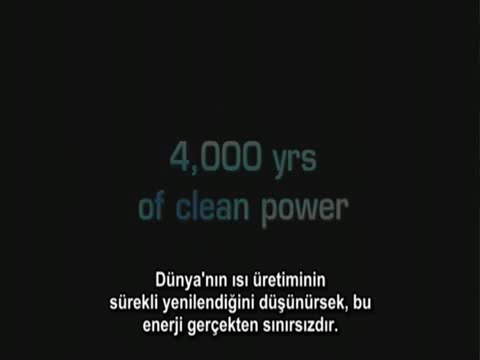 4,000 yrs
of clean power
Dünya'nın ısı üretiminin
sürekli yenilendiğini düşünürsek, bu
enerji gerçekten sınırsızdır.